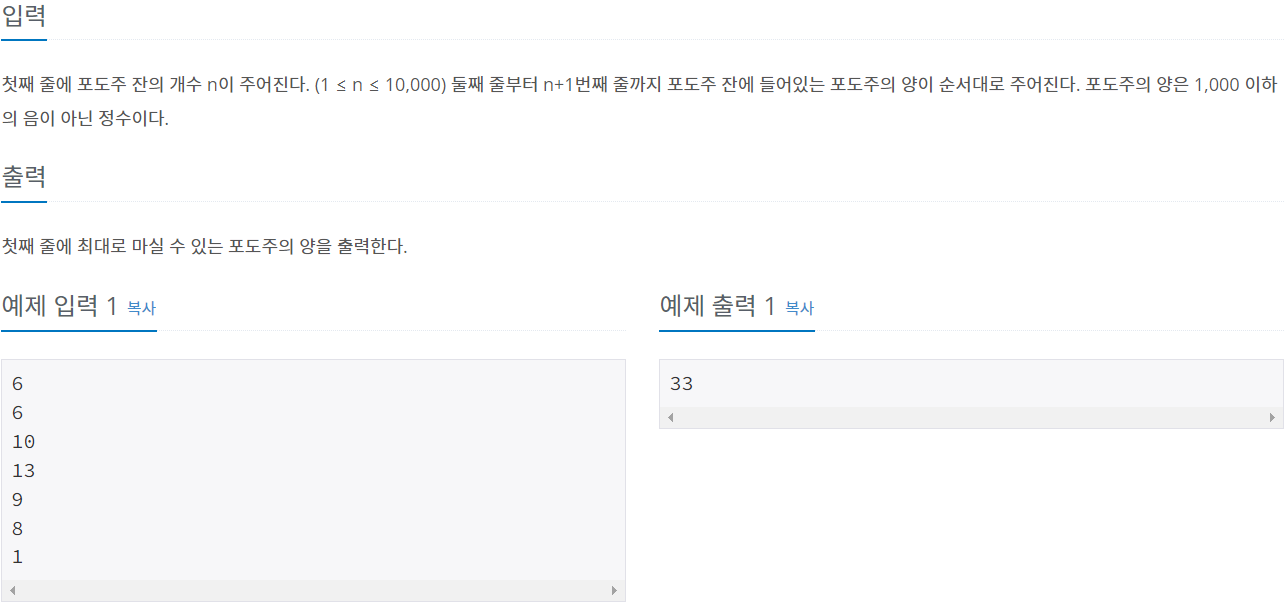 입력
첫째 줄에 포도주 잔의 개수 n이 주어진다. (1 ≤ n ≤ 10,000) 둘째 줄부터 n+1번째 줄까지 포도주 잔에 들어있는 포도주의 양이 순서대로 주어진다. 포도주의 양은 1,000 이하
의 음이 아닌 정수이다.
출력
첫째 줄에 최대로 마실 수 있는 포도주의 양을 출력한다.
예제 입력 1 복사
6
6
10
13
9
8
1
예제 출력 1 복사
33